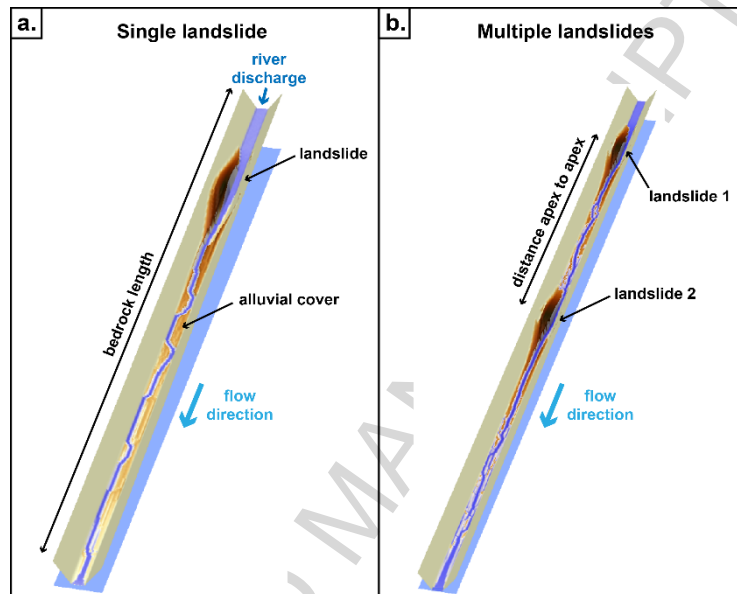 a.
Single landslide
river
discharge
landslide
bedrock length
alluvial cover
flow
direction
b.
Multiple landslides
distance apex to apex
landslide 1
landslide 2
flow
direction